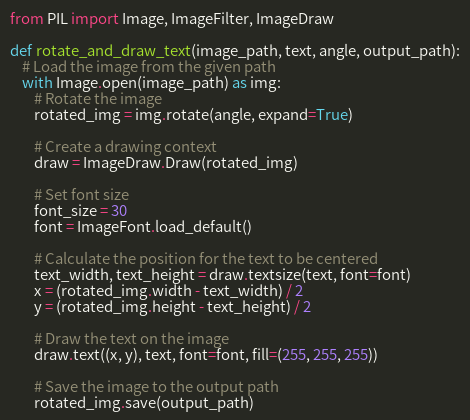 from PIL import Image, ImageFilter, ImageDraw

def rotate_and_draw_text(image_path, text, angle, output_path):
    # Load the image from the given path
    with Image.open(image_path) as img:
        # Rotate the image
        rotated_img = img.rotate(angle, expand=True)

        # Create a drawing context
        draw = ImageDraw.Draw(rotated_img)

        # Set font size
        font_size = 30
        font = ImageFont.load_default()

        # Calculate the position for the text to be centered
        text_width, text_height = draw.textsize(text, font=font)
        x = (rotated_img.width - text_width) / 2
        y = (rotated_img.height - text_height) / 2

        # Draw the text on the image
        draw.text((x, y), text, font=font, fill=(255, 255, 255))

        # Save the image to the output path
        rotated_img.save(output_path)